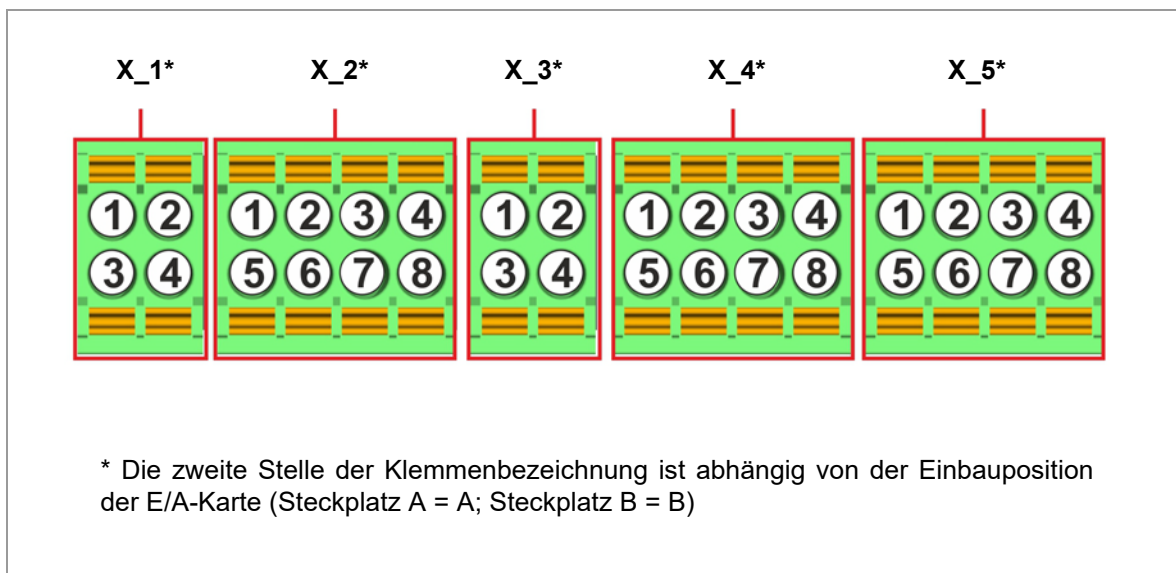 X_1* X_2* X_3* X_4* X_5*
1 2 1 2 3 4 1 2 1 2 3 4 1 2 3 4
3 4 5 6 7 8 3 4 5 6 7 8 5 6 7 8
* Die zweite Stelle der Klemmenbezeichnung ist abhängig von der Einbauposition
der E/A-Karte (Steckplatz A = A; Steckplatz B = B)